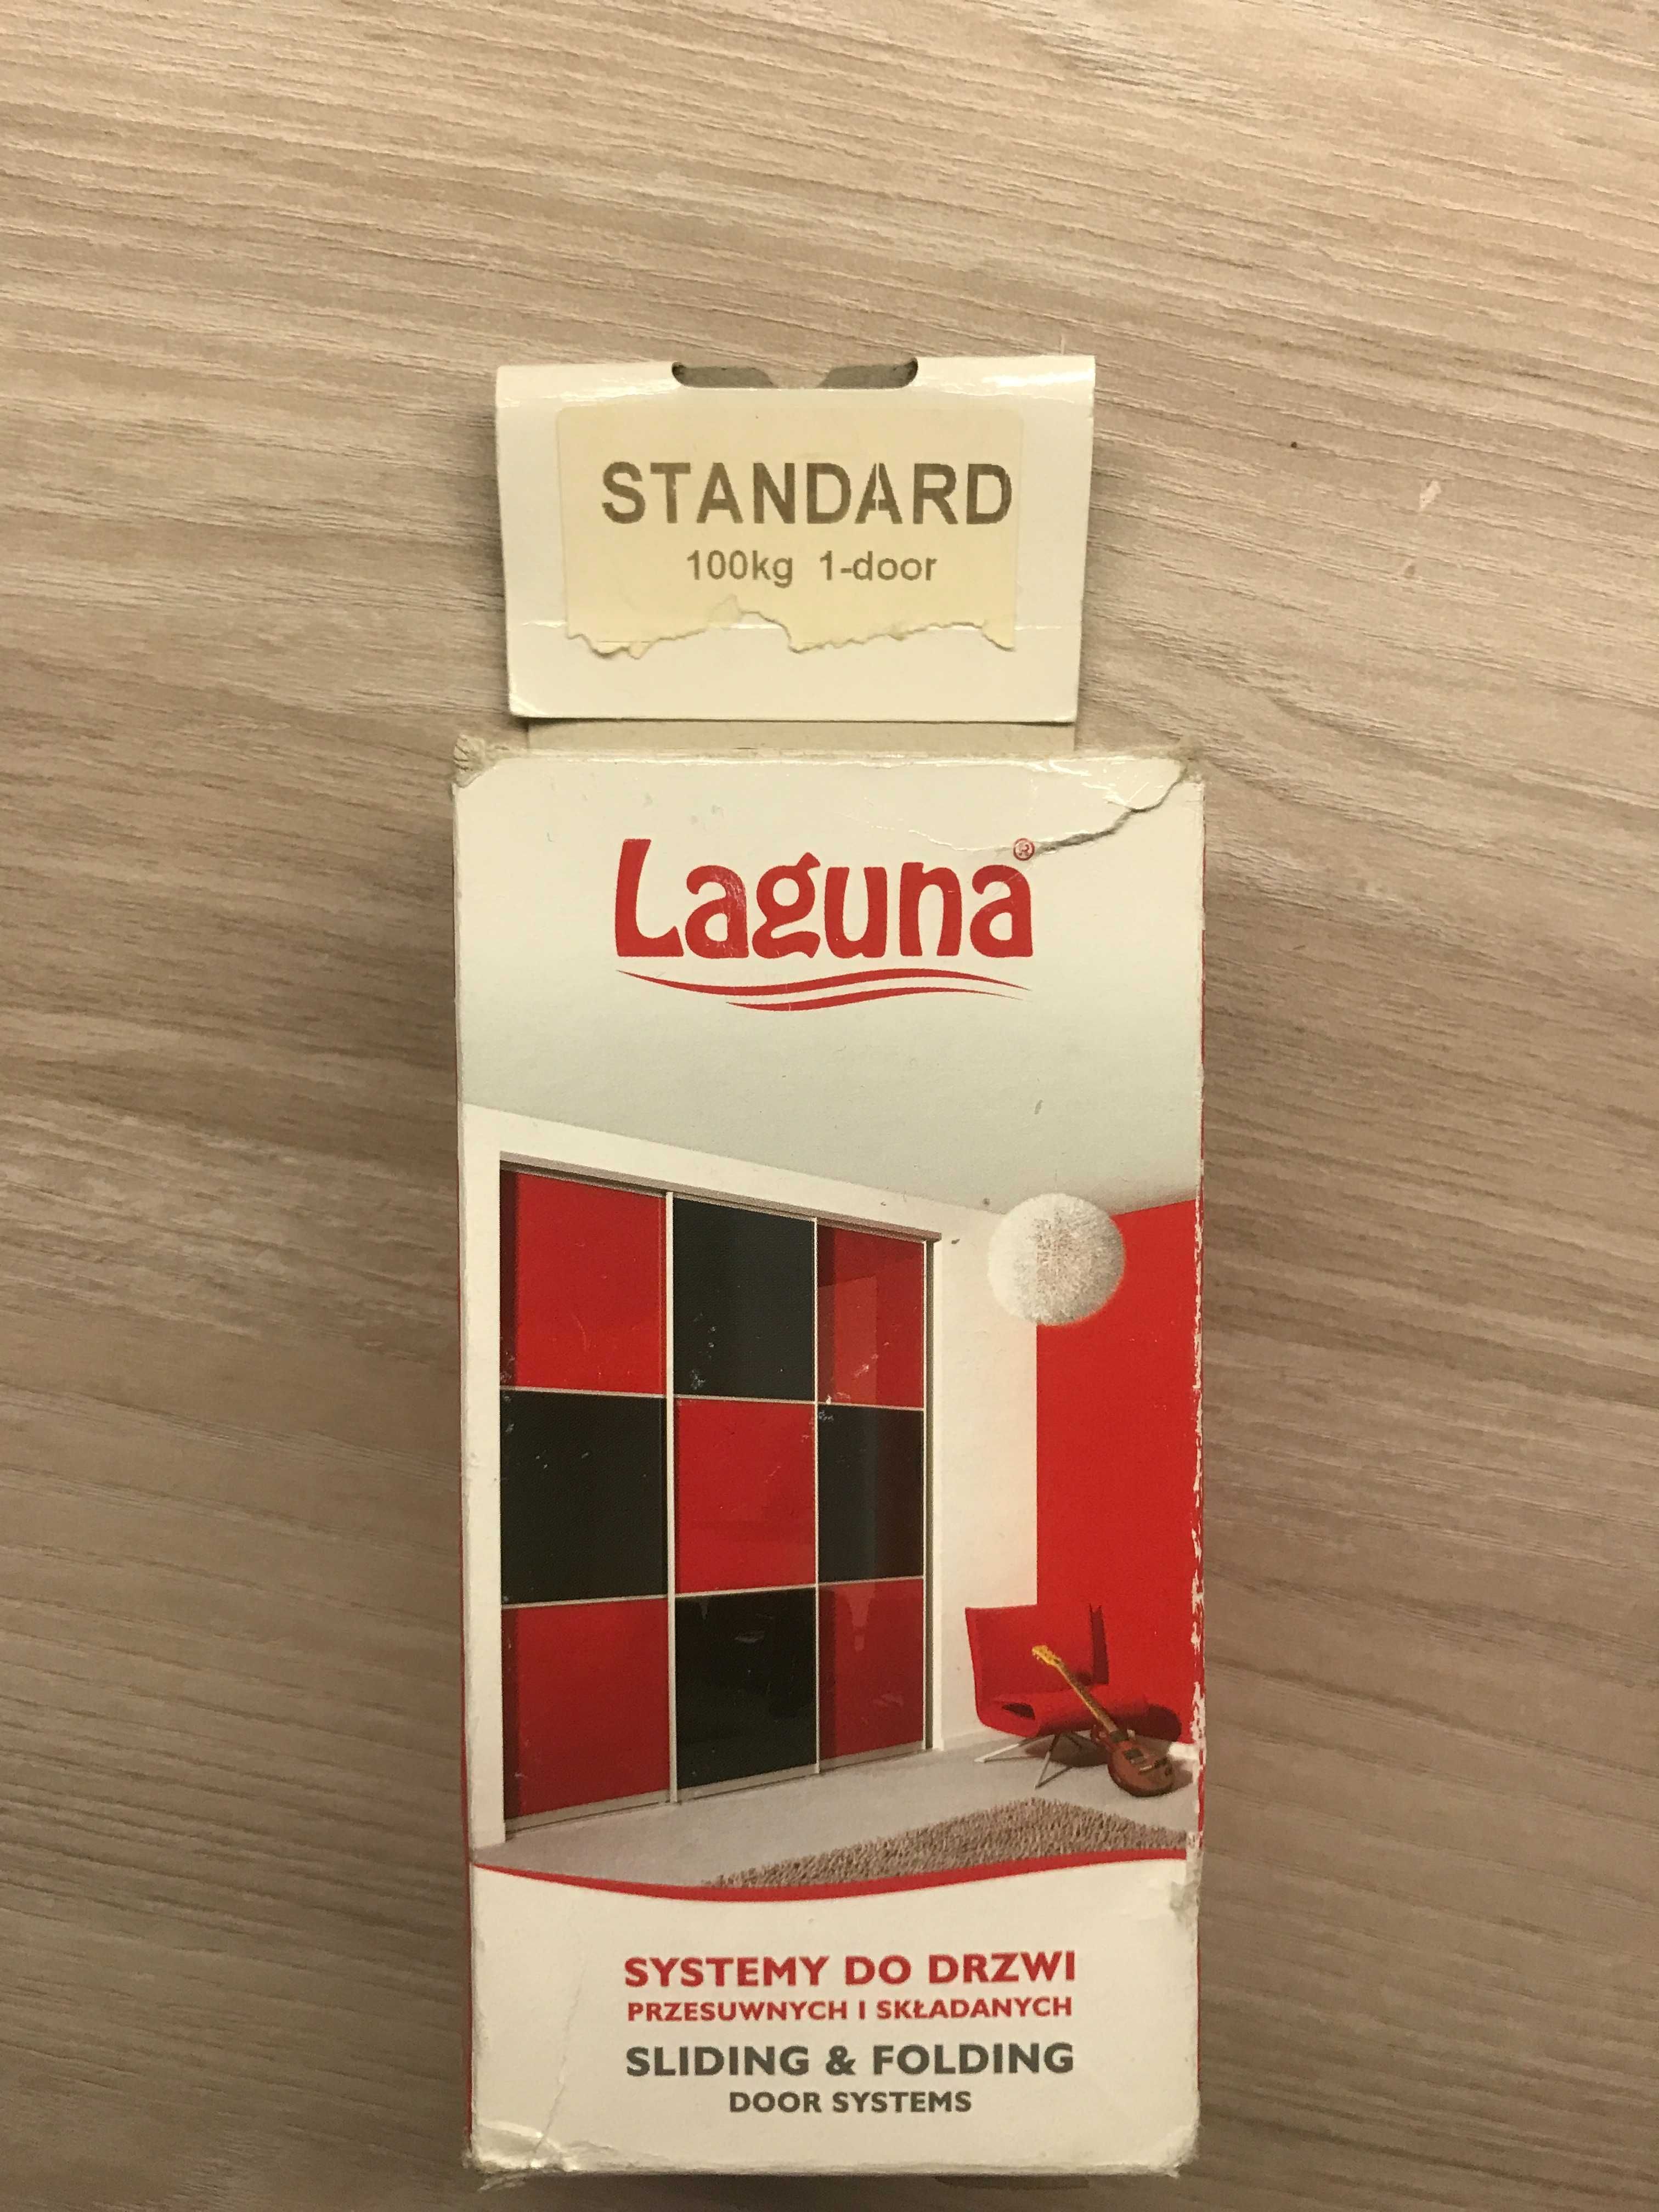 STANDARD
100kg 1-door
Laguna®
SYSTEMY DO DRZWI
PRZESUWNYCH I SKŁADANYCH
SLIDING & FOLDING
DOOR SYSTEMS